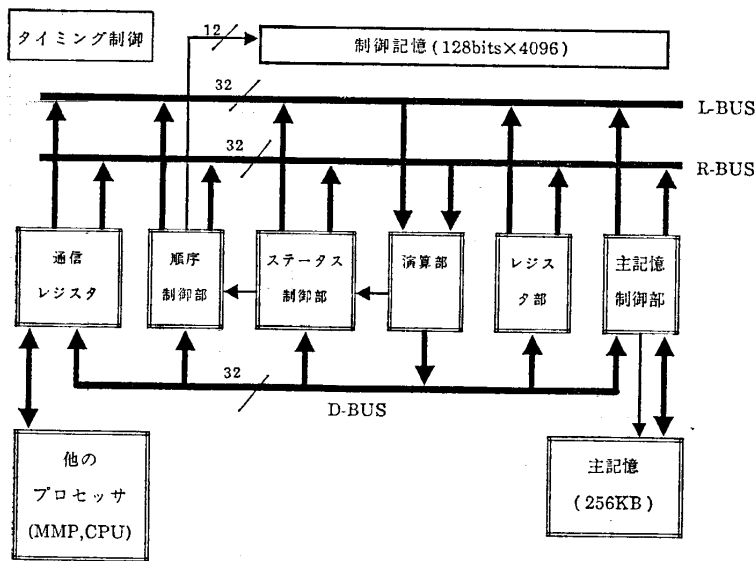 タイミング制御
12
制御記憶(128bits×4096)
32
L-BUS
32
R-BUS
通信
レジスタ
順序
制御部
ステータス
制御部
演算部
レジス
タ部
主記憶
制御部
32
D-BUS
他の
プロセッサ
(MMP,CPU)
主記憶
(256KB)